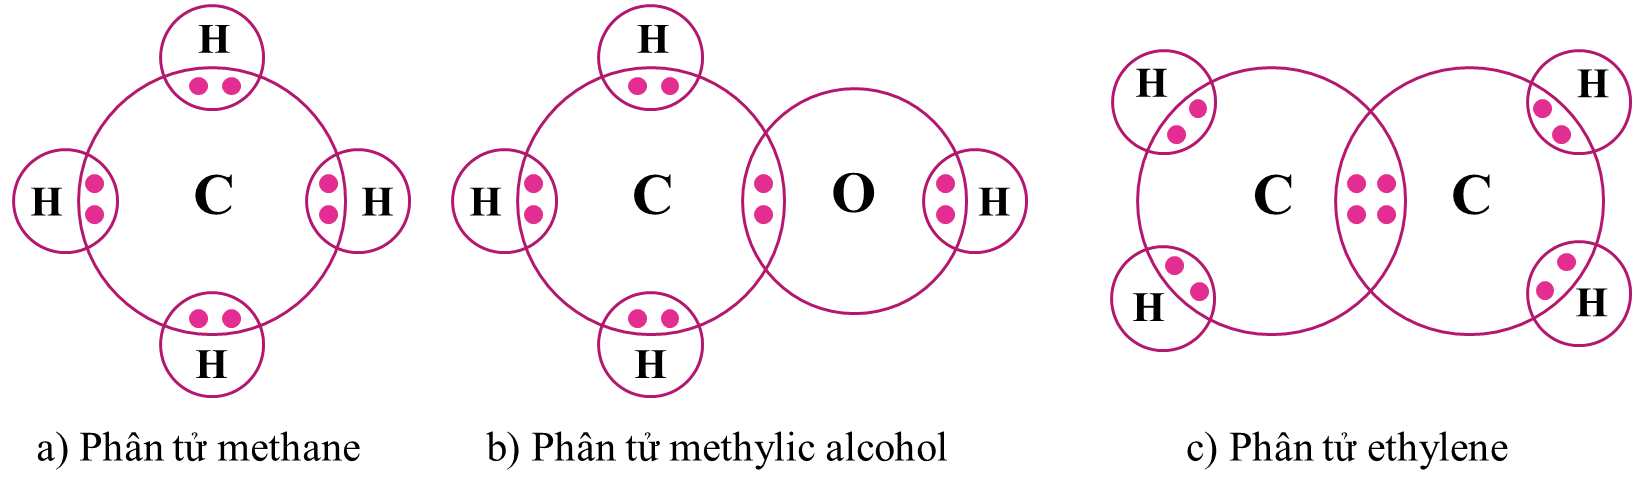 H
H C H
H
a) Phân tử methane
H
H C O H
H
b) Phân tử methylic alcohol
H H
C C
H H
c) Phân tử ethylene